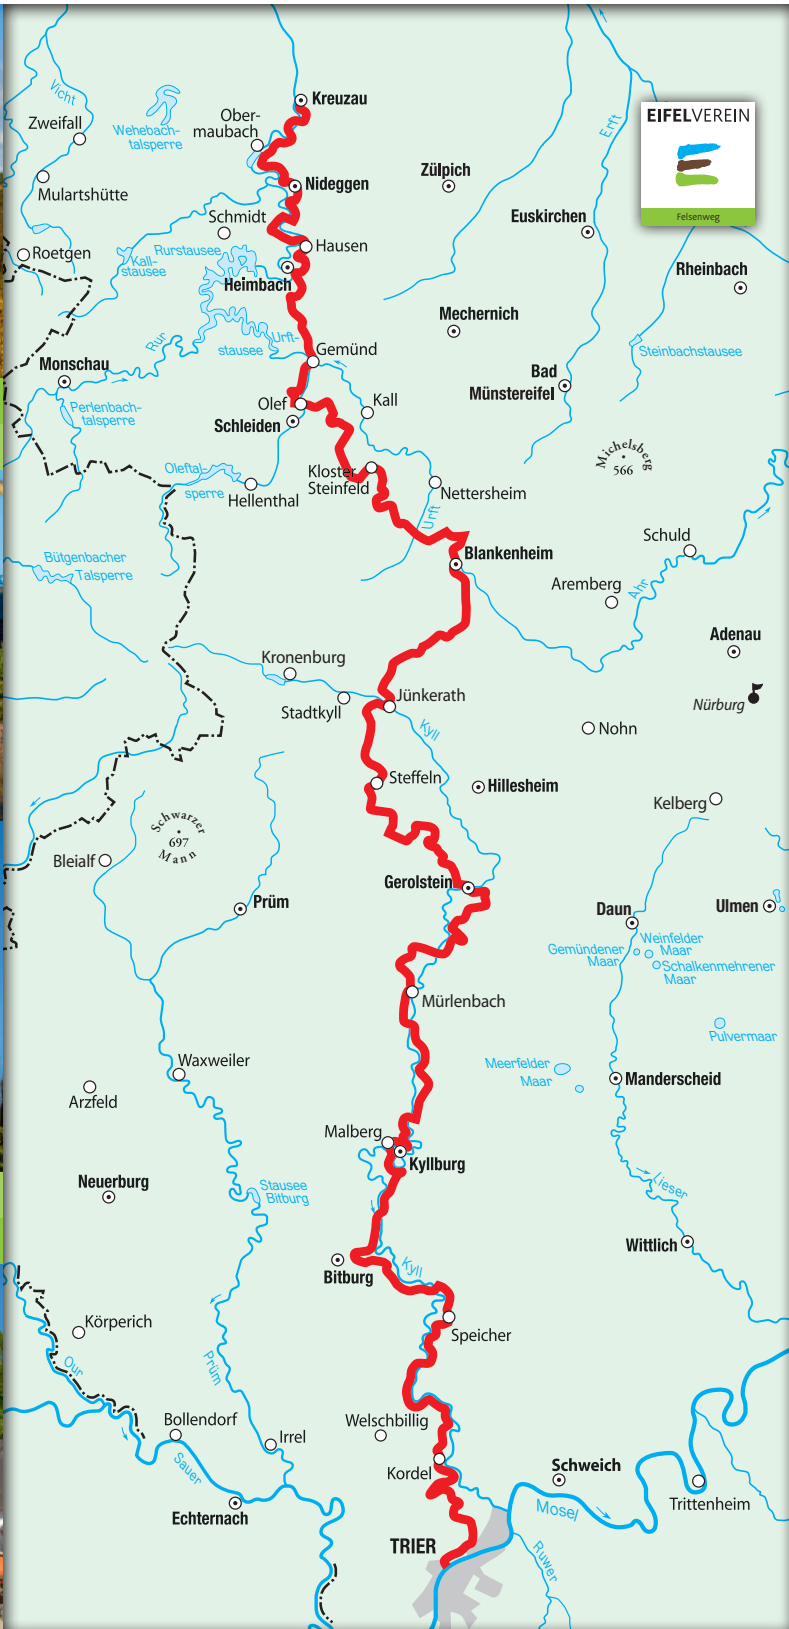 Kreuzau
Vicht
Zweifall
Wehebach-
talsperre
Ober-
maubach
EIFELVEREIN
Felsenweg
Erft
Mulartshütte
Nideggen
Zülpich
Schmidt
Euskirchen
Roetgen
Kall-
stausee
Rurstausee
Hausen
Heimbach
Rheinbach
Mechernich
Rur
Urft-
stausee
Gemünd
Steinbachstausee
Monschau
Bad
Münstereifel
Perlenbach-
talsperre
Olef
Kall
Schleiden
Michelsberg
566
Oleftal-
sperre
Hellenthal
Kloster
Steinfeld
Nettersheim
Urft
Schuld
Bütgenbacher
Talsperre
Blankenheim
Aremberg
Ahr
Adenau
Kronenburg
Stadtkyll
Jünkerath
Nürburg
Kyll
Nohn
Steffeln
Hillesheim
Kelberg
Schwarzer
697
Mann
Bleialf
Gerolstein
Prüm
Daun
Ulmen
Gemündener
Maar
Weinfelder
Maar
Schalkenmehrener
Maar
Mürlenbach
Pulvermaar
Waxweiler
Meerfelder
Maar
Manderscheid
Arzfeld
Malberg
Kyllburg
Neuerburg
Stausee
Bitburg
Lieser
Wittlich
Bitburg
Kyll
Körperich
Speicher
Our
Prüm
Bollendorf
Irrel
Welschbillig
Sauer
Kordel
Schweich
Trittenheim
Echternach
Mosel
TRIER
Ruwer